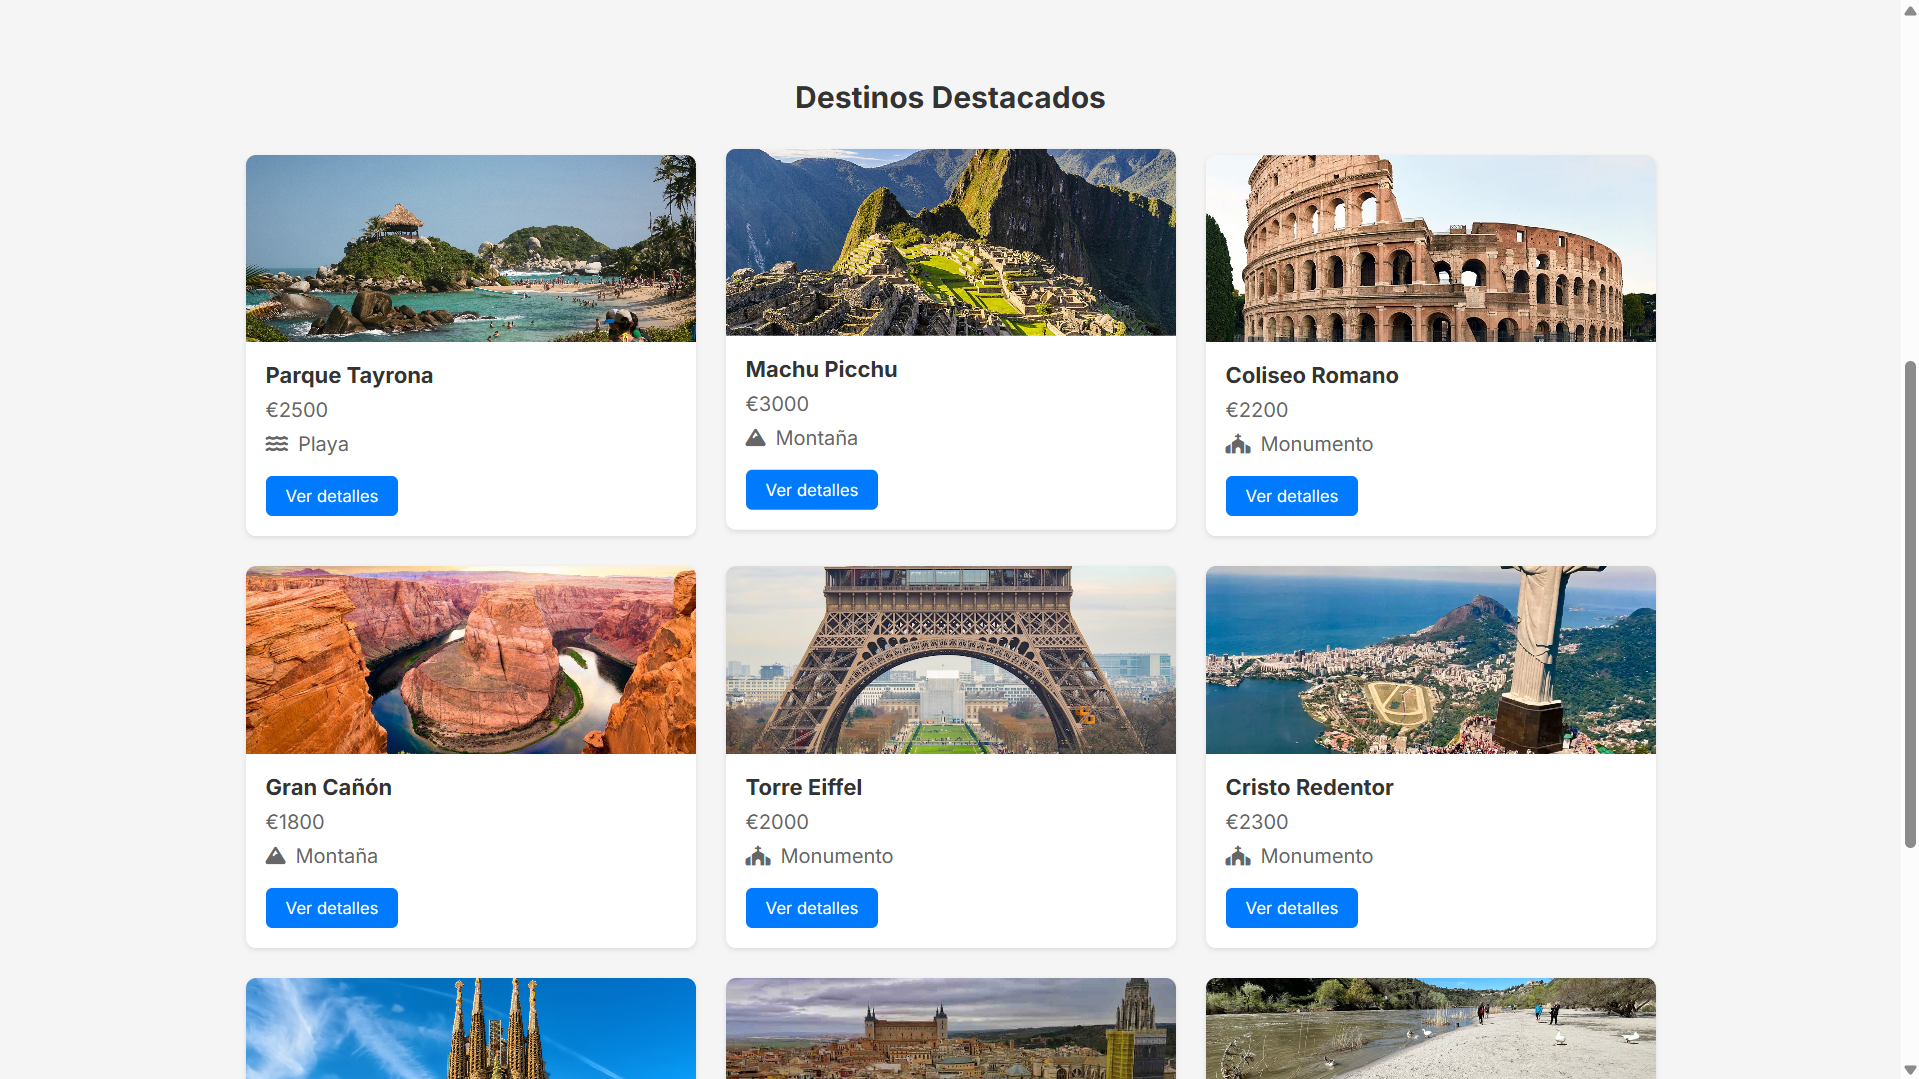 Destinos Destacados
Parque Tayrona
€2500
Playa
Ver detalles
Machu Picchu
€3000
Montaña
Ver detalles
Coliseo Romano
€2200
Monumento
Ver detalles
Gran Cañón
€1800
Montaña
Ver detalles
Torre Eiffel
€2000
Monumento
Ver detalles
Cristo Redentor
€2300
Monumento
Ver detalles